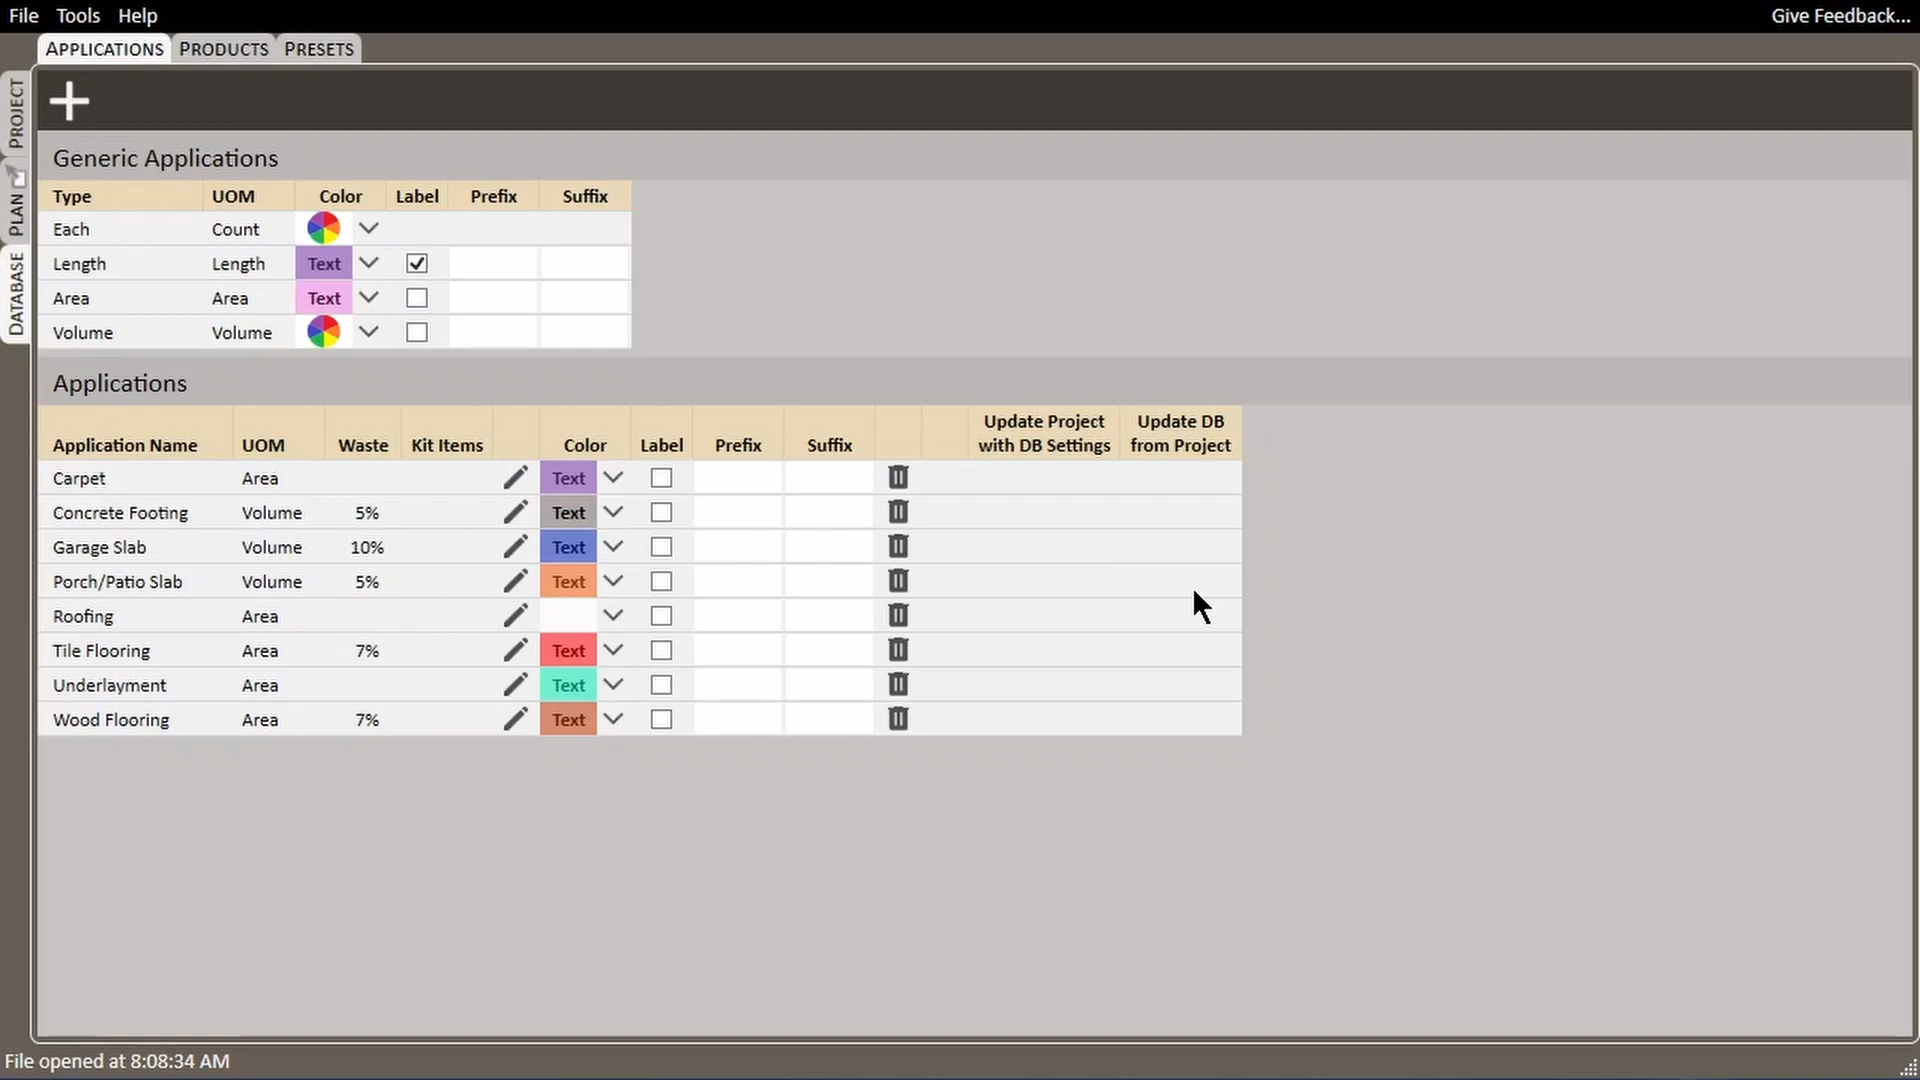 File Tools Help Give Feedback...
APPLICATIONS PRODUCTS PRESETS
PROJECT
PLAN
DATABASE
Generic Applications
Type UOM Color Label Prefix Suffix
Each Count
Length Length Text
Area Area Text
Volume Volume
Applications
Update Project Update DB
Application Name UOM Waste Kit Items Color Label Prefix Suffix with DB Settings from Project
Carpet Area Text
Concrete Footing Volume 5% Text
Garage Slab Volume 10% Text
Porch/Patio Slab Volume 5% Text
Roofing Area
Tile Flooring Area 7% Text
Underlayment Area Text
Wood Flooring Area 7% Text
File opened at 8:08:34 AM